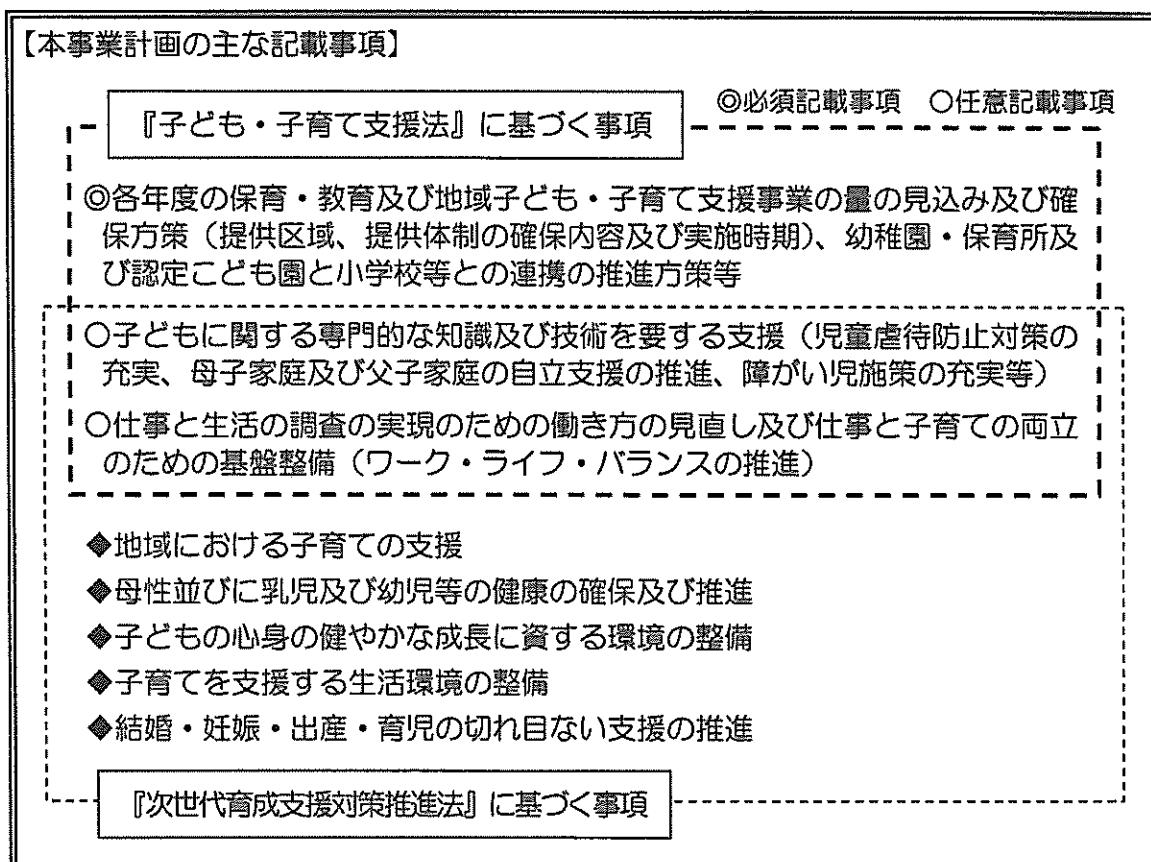 【本事業計画の主な記載事項】
◎必須記載事項 ○任意記載事項
『子ども・子育て支援法』に基づく事項
◎各年度の保育・教育及び地域子ども・子育て支援事業の量の見込み及び確
保方策(提供区域、提供体制の確保内容及び実施時期)、幼稚園・保育所及
び認定こども園と小学校等との連携の推進方策等
○子どもに関する専門的な知識及び技術を要する支援(児童虐待防止対策の
充実、母子家庭及び父子家庭の自立支援の推進、障がい児施策の充実等)
○仕事と生活の調査の実現のための働き方の見直し及び仕事と子育ての両立
のための基盤整備(ワーク・ライフ・バランスの推進)
◆地域における子育ての支援
◆母性並びに乳児及び幼児等の健康の確保及び推進
◆子どもの心身の健やかな成長に資する環境の整備
◆子育てを支援する生活環境の整備
◆結婚・妊娠・出産・育児の切れ目ない支援の推進
『次世代育成支援対策推進法』に基づく事項